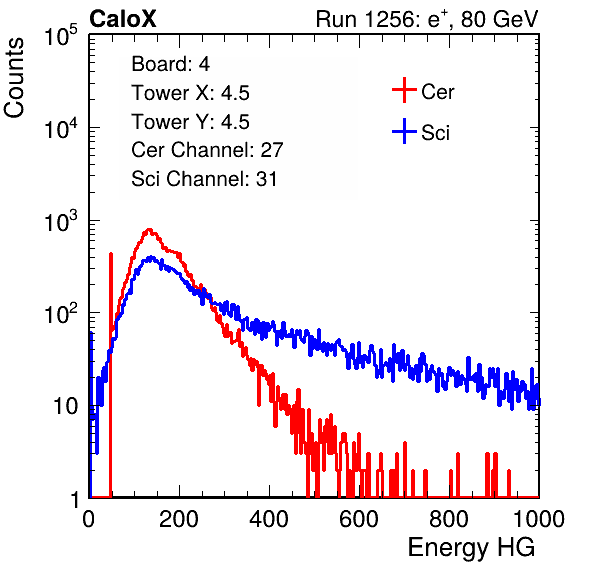 CaloX Run 1256: e⁺, 80 GeV
Counts
Board: 4
Tower X: 4.5
Tower Y: 4.5
Cer Channel: 27
Sci Channel: 31
Cer
Sci
10⁵
10⁴
10³
10²
10
1
0 200 400 600 800 1000
Energy HG